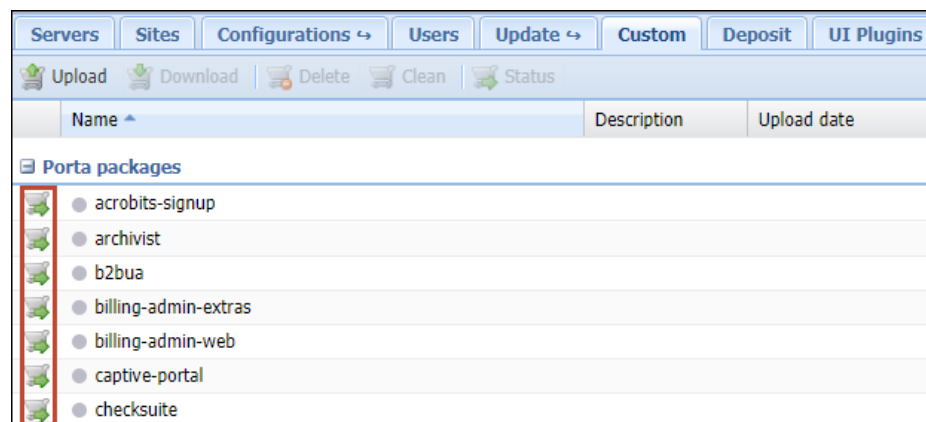 Servers Sites Configurations ↪ Users Update ↪ Custom Deposit UI Plugins
Upload Download Delete Clean Status
Name Description Upload date
Porta packages
acrobits-signup
archivist
b2bua
billing-admin-extras
billing-admin-web
captive-portal
checksuite